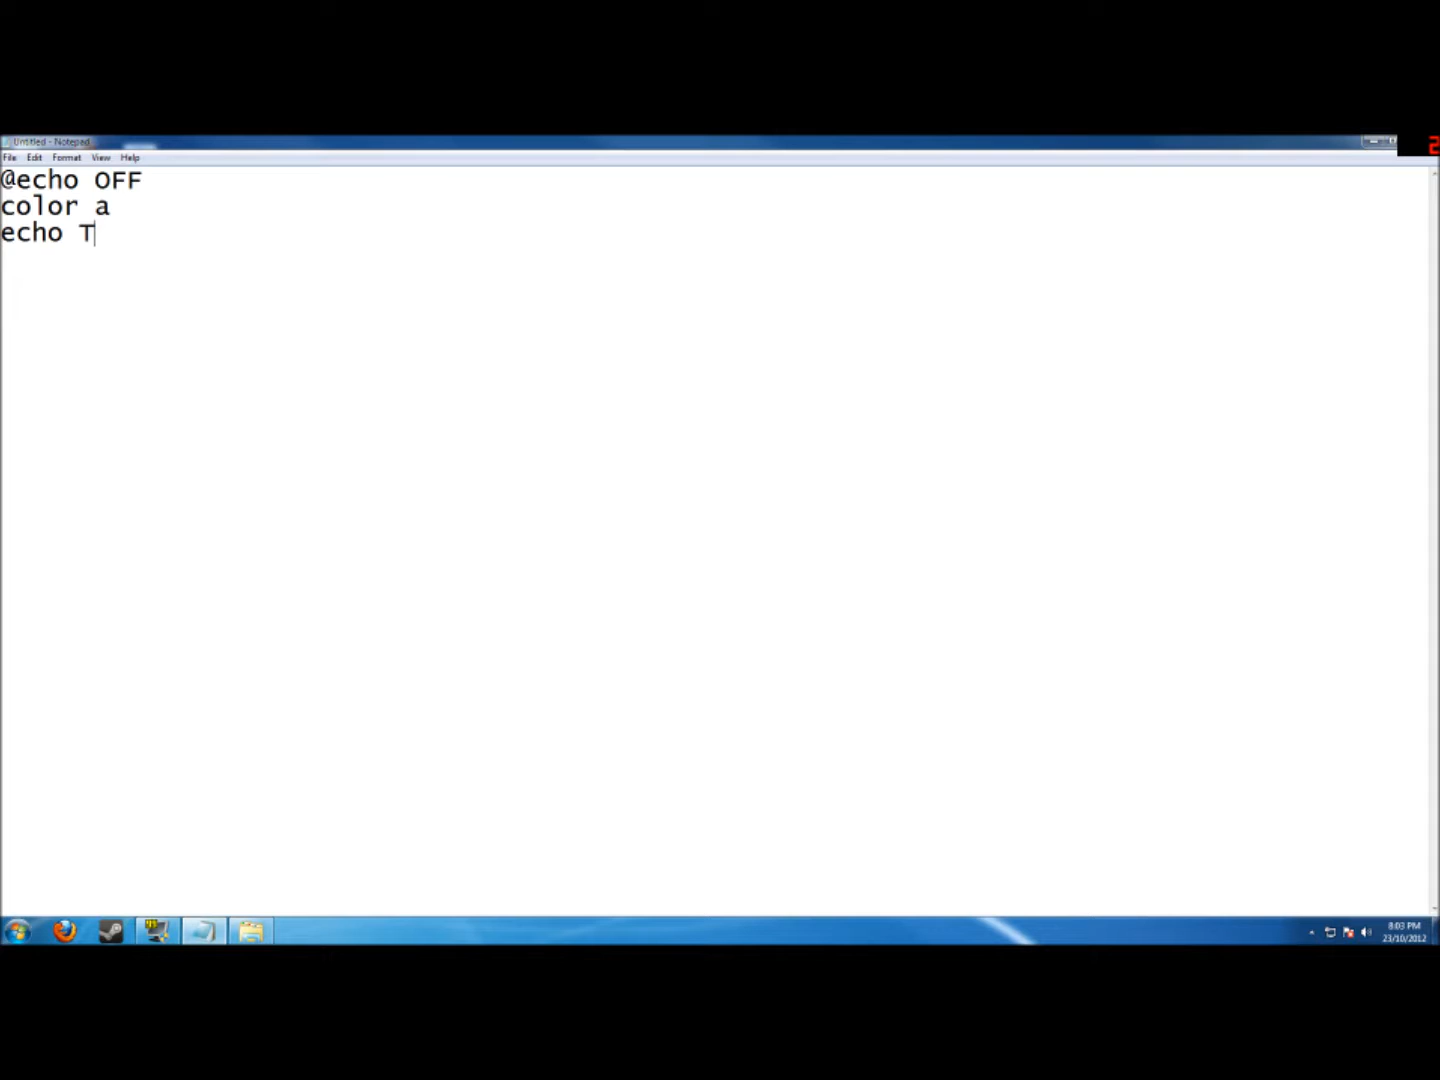 Untitled - Notepad
File Edit Format View Help
@echo OFF
color a
echo T
8:03 PM
23/10/2012